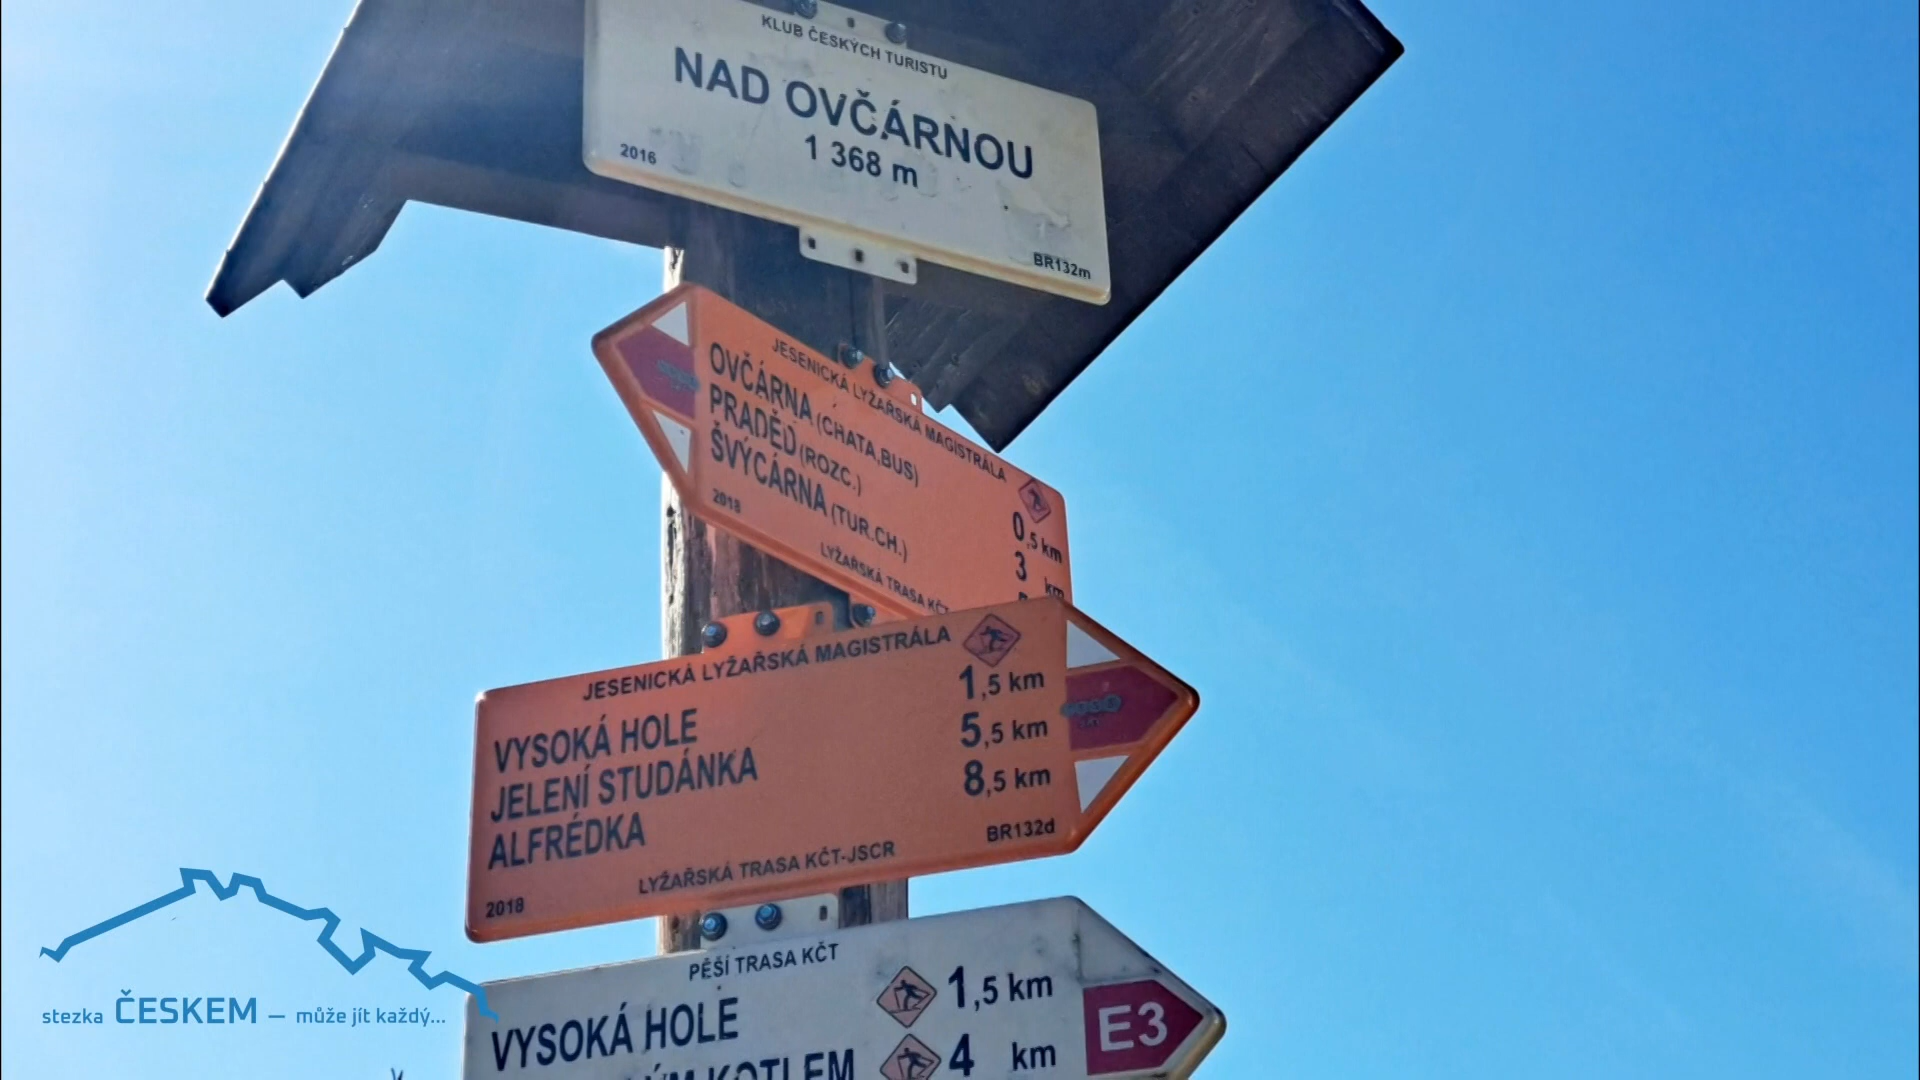 KLUB ČESKÝCH TURISTU
NAD OVČÁRNOU
1 368 m
2016
BR132m
JESENICKÁ LYŽAŘSKÁ MAGISTRÁLA
OVČÁRNA (CHATA,BUS) 0,5 km
PRADĚD (ROZC.) 3 km
ŠVÝCÁRNA (TUR.CH.)
2018
LYŽAŘSKÁ TRASA KČT
JESENICKÁ LYŽAŘSKÁ MAGISTRÁLA
VYSOKÁ HOLE 1,5 km
JELENÍ STUDÁNKA 5,5 km
ALFRÉDKA 8,5 km
BR132d
LYŽAŘSKÁ TRASA KČT-JSCR
2018
PĚŠÍ TRASA KČT
VYSOKÁ HOLE 1,5 km
KOTLEM 4 km
E3
stezka ČESKEM – může jít každý...